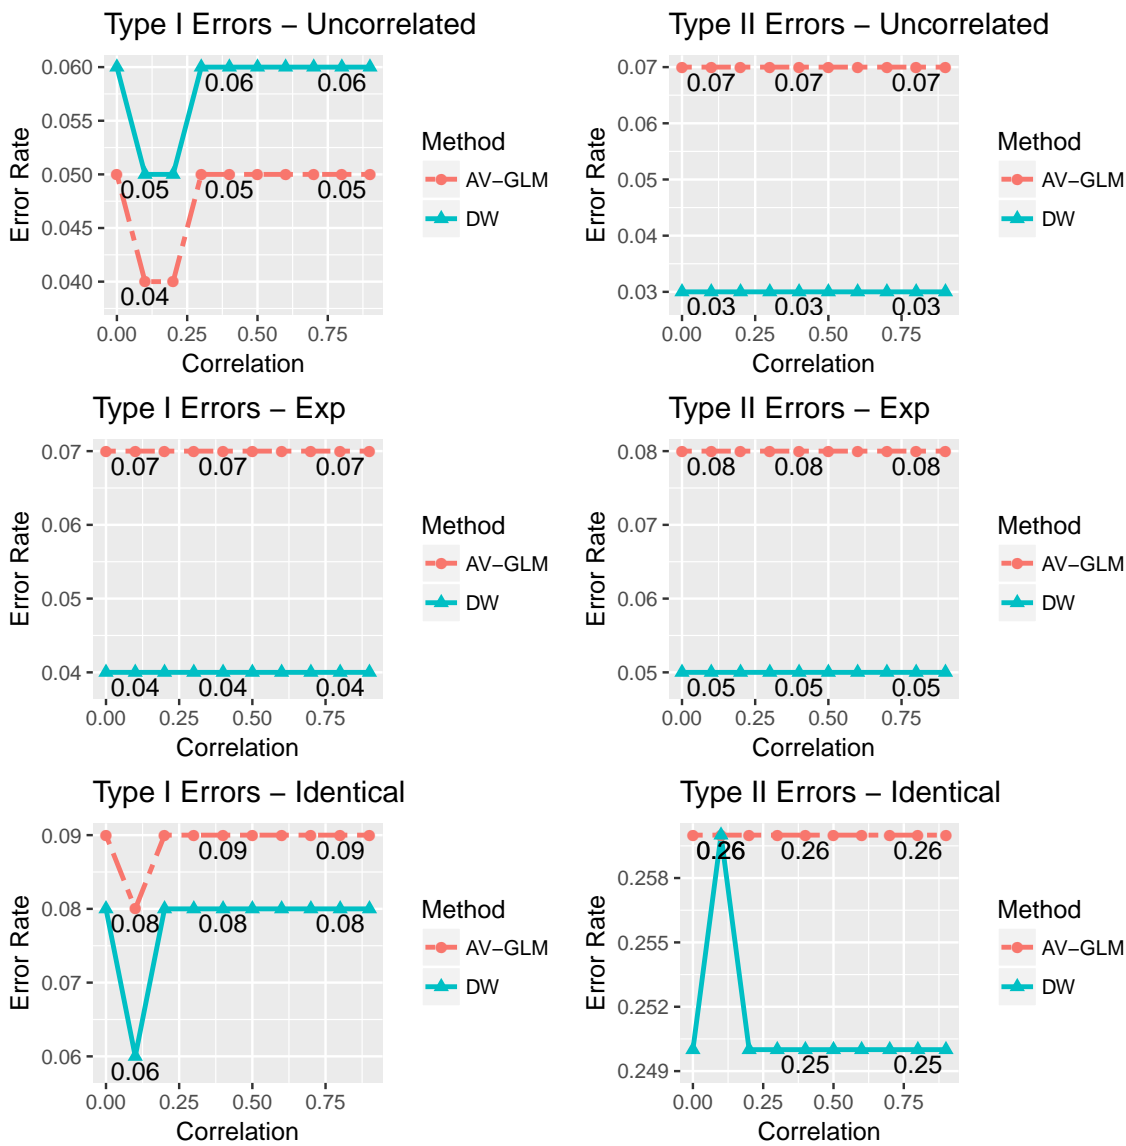 Type I Errors − Uncorrelated
0.060
0.055
0.050
0.045
0.040
Error Rate
0.06
0.06
0.05
0.05
0.05
0.04
0.00
0.25
0.50
0.75
Correlation
Method
AV−GLM
DW
Type II Errors − Uncorrelated
0.07
0.06
0.05
0.04
0.03
Error Rate
0.07
0.07
0.07
0.03
0.03
0.03
0.00
0.25
0.50
0.75
Correlation
Method
AV−GLM
DW
Type I Errors − Exp
0.07
0.06
0.05
0.04
Error Rate
0.07
0.07
0.07
0.04
0.04
0.04
0.00
0.25
0.50
0.75
Correlation
Method
AV−GLM
DW
Type II Errors − Exp
0.08
0.07
0.06
0.05
Error Rate
0.08
0.08
0.08
0.05
0.05
0.05
0.00
0.25
0.50
0.75
Correlation
Method
AV−GLM
DW
Type I Errors − Identical
0.09
0.08
0.07
0.06
Error Rate
0.09
0.09
0.08
0.08
0.08
0.06
0.00
0.25
0.50
0.75
Correlation
Method
AV−GLM
DW
Type II Errors − Identical
0.258
0.255
0.252
0.249
Error Rate
0.26
0.26
0.26
0.25
0.25
0.00
0.25
0.50
0.75
Correlation
Method
AV−GLM
DW